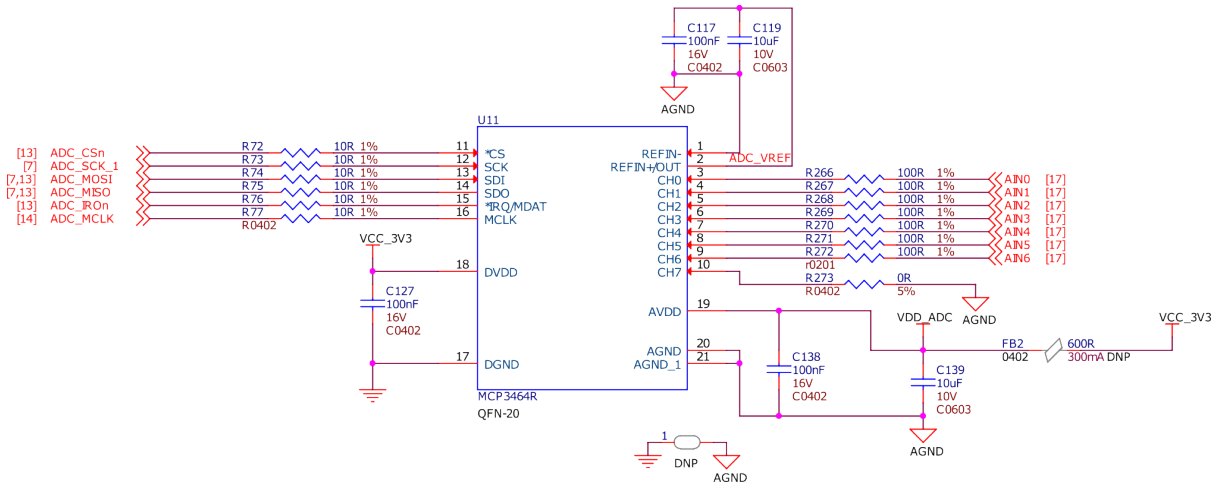 C117
100nF
16V
C0402
C119
10uF
10V
C0603
AGND
U11
[13] ADC_CSn R72 10R 1% 11 *CS
[7] ADC_SCK_1 R73 10R 1% 12 SCK
[7,13] ADC_MOSI R74 10R 1% 13 SDI
[7,13] ADC_MISO R75 10R 1% 14 SDO
[13] ADC_IRQn R76 10R 1% 15 *IRQ/MDAT
[14] ADC_MCLK R77 10R 1% 16 MCLK
R0402
REFIN- 1
REFIN+/OUT 2 ADC_VREF
CH0 3 R266 100R 1% AIN0 [17]
CH1 4 R267 100R 1% AIN1 [17]
CH2 5 R268 100R 1% AIN2 [17]
CH3 6 R269 100R 1% AIN3 [17]
CH4 7 R270 100R 1% AIN4 [17]
CH5 8 R271 100R 1% AIN5 [17]
CH6 9 R272 100R 1% AIN6 [17]
r0201
CH7 10 R273 0R
R0402 5%
AGND
VCC_3V3
18 DVDD
C127
100nF
16V
C0402
17 DGND
AVDD 19
AGND 20
AGND_1 21
VDD_ADC
VCC_3V3
FB2 600R
0402 300mA DNP
C138
100nF
16V
C0402
C139
10uF
10V
C0603
AGND
MCP3464R
QFN-20
1
DNP
AGND